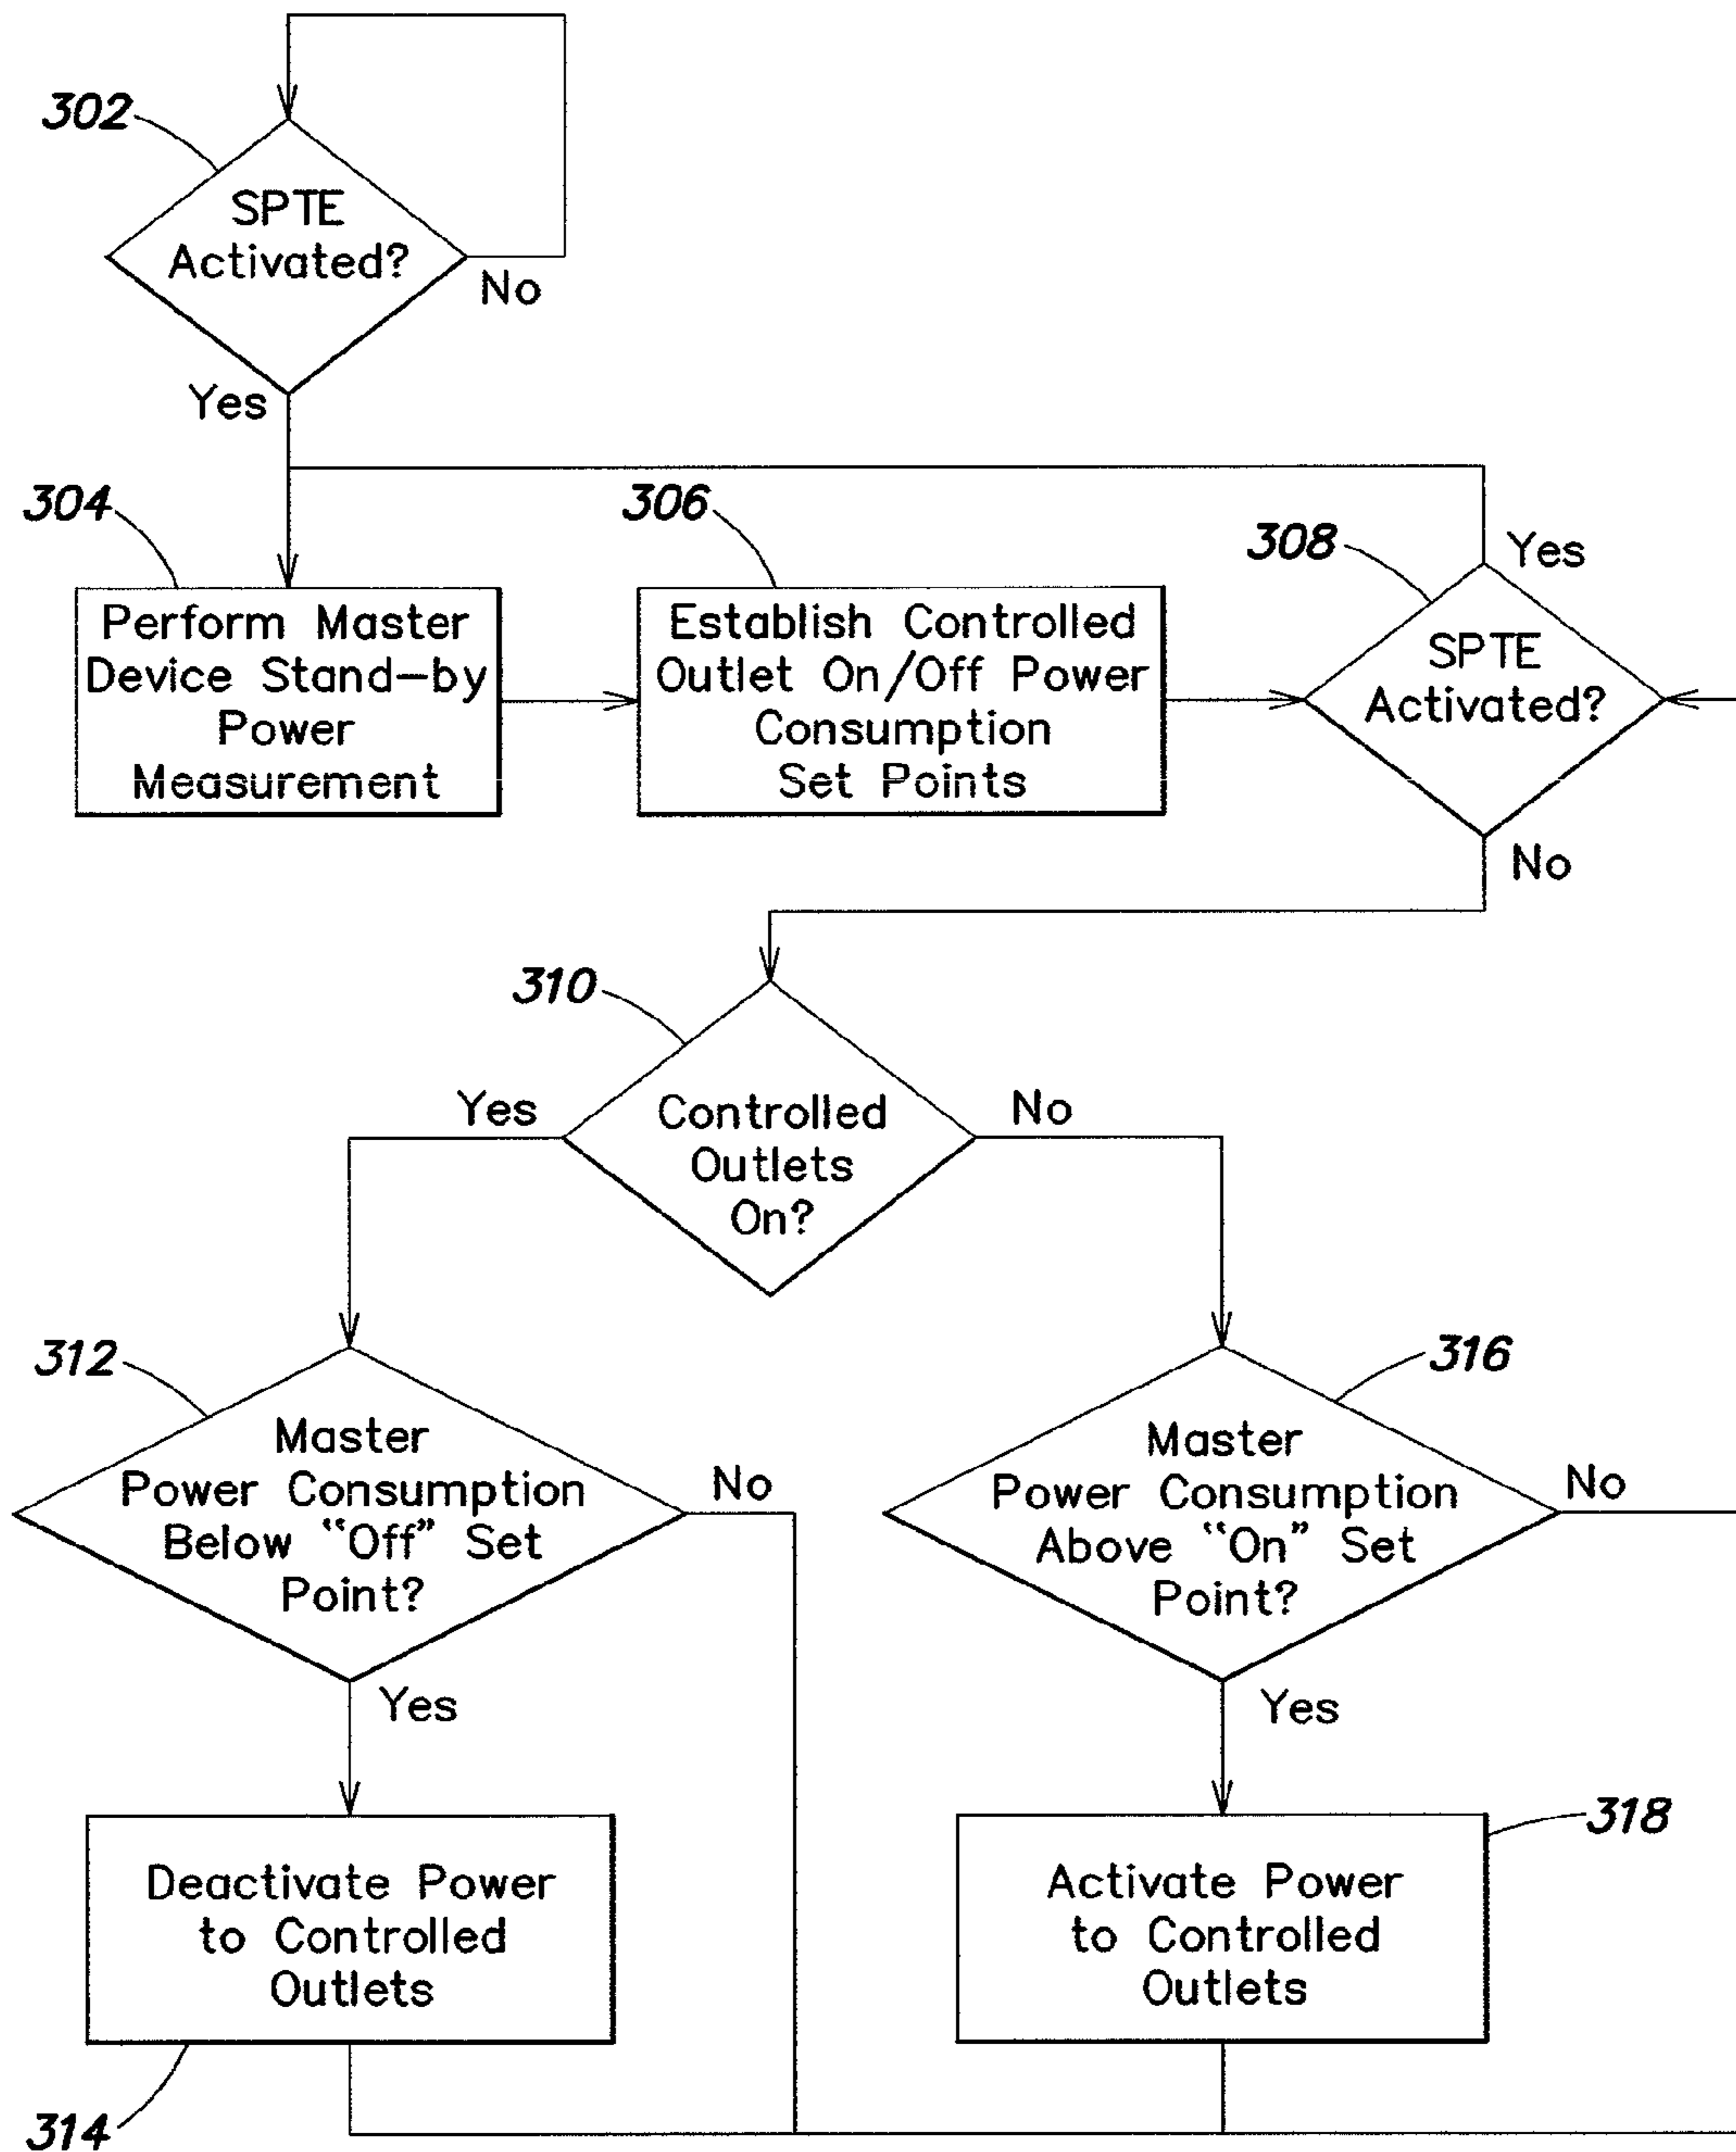 302
SPTE
Activated?
No
Yes
304
306
308
Yes
Perform Master
Device Stand-by
Power
Measurement
Establish Controlled
Outlet On/Off Power
Consumption
Set Points
SPTE
Activated?
No
310
Yes
No
Controlled
Outlets
On?
312
316
Master
Power Consumption
Below “Off” Set
Point?
No
Master
Power Consumption
Above “On” Set
Point?
No
Yes
Yes
318
Deactivate Power
to Controlled
Outlets
Activate Power
to Controlled
Outlets
314